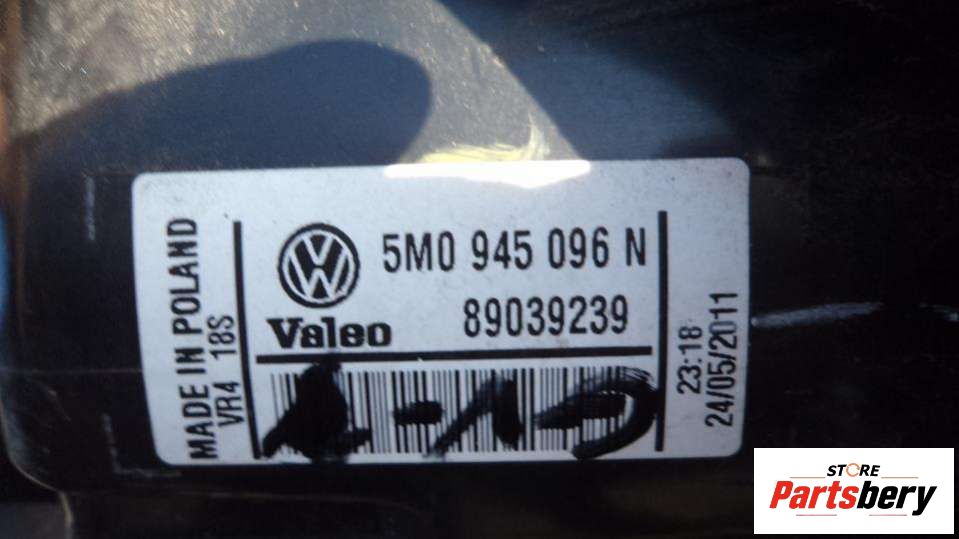 MADE IN POLAND
VR4 18S
5M0 945 096 N
Valeo 89039239
23:18
24/05/2011
STORE
Partsbery